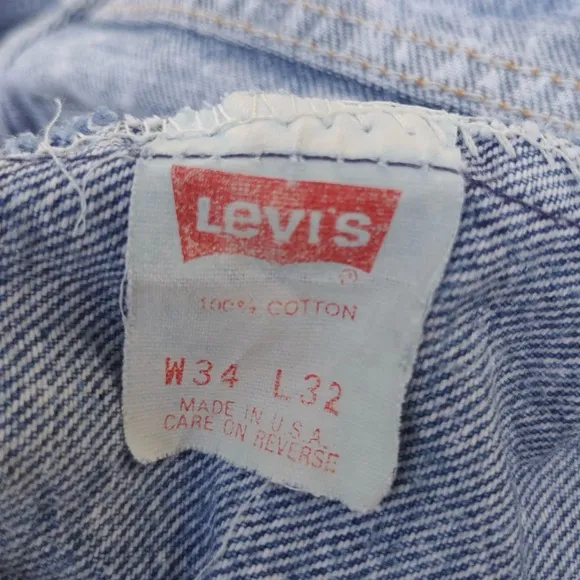 Levi's
®
100% COTTON
W34 L32
MADE IN U.S.A.
CARE ON REVERSE